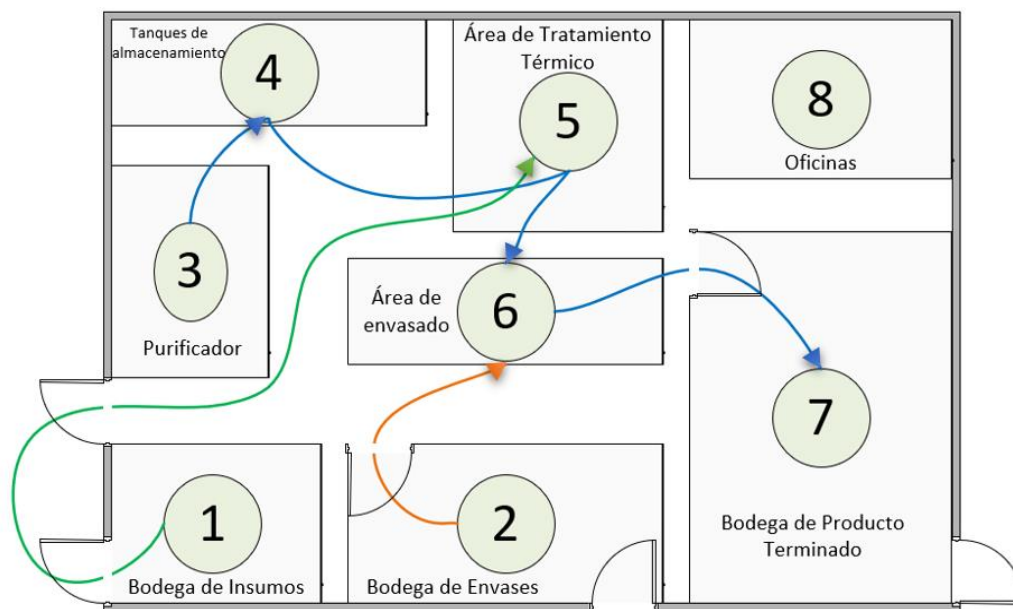 Tanques de
almacenamiento
4
Área de Tratamiento
Térmico
5
8
Oficinas
3
Purificador
Área de
envasado
6
7
Bodega de Producto
Terminado
1
Bodega de Insumos
2
Bodega de Envases